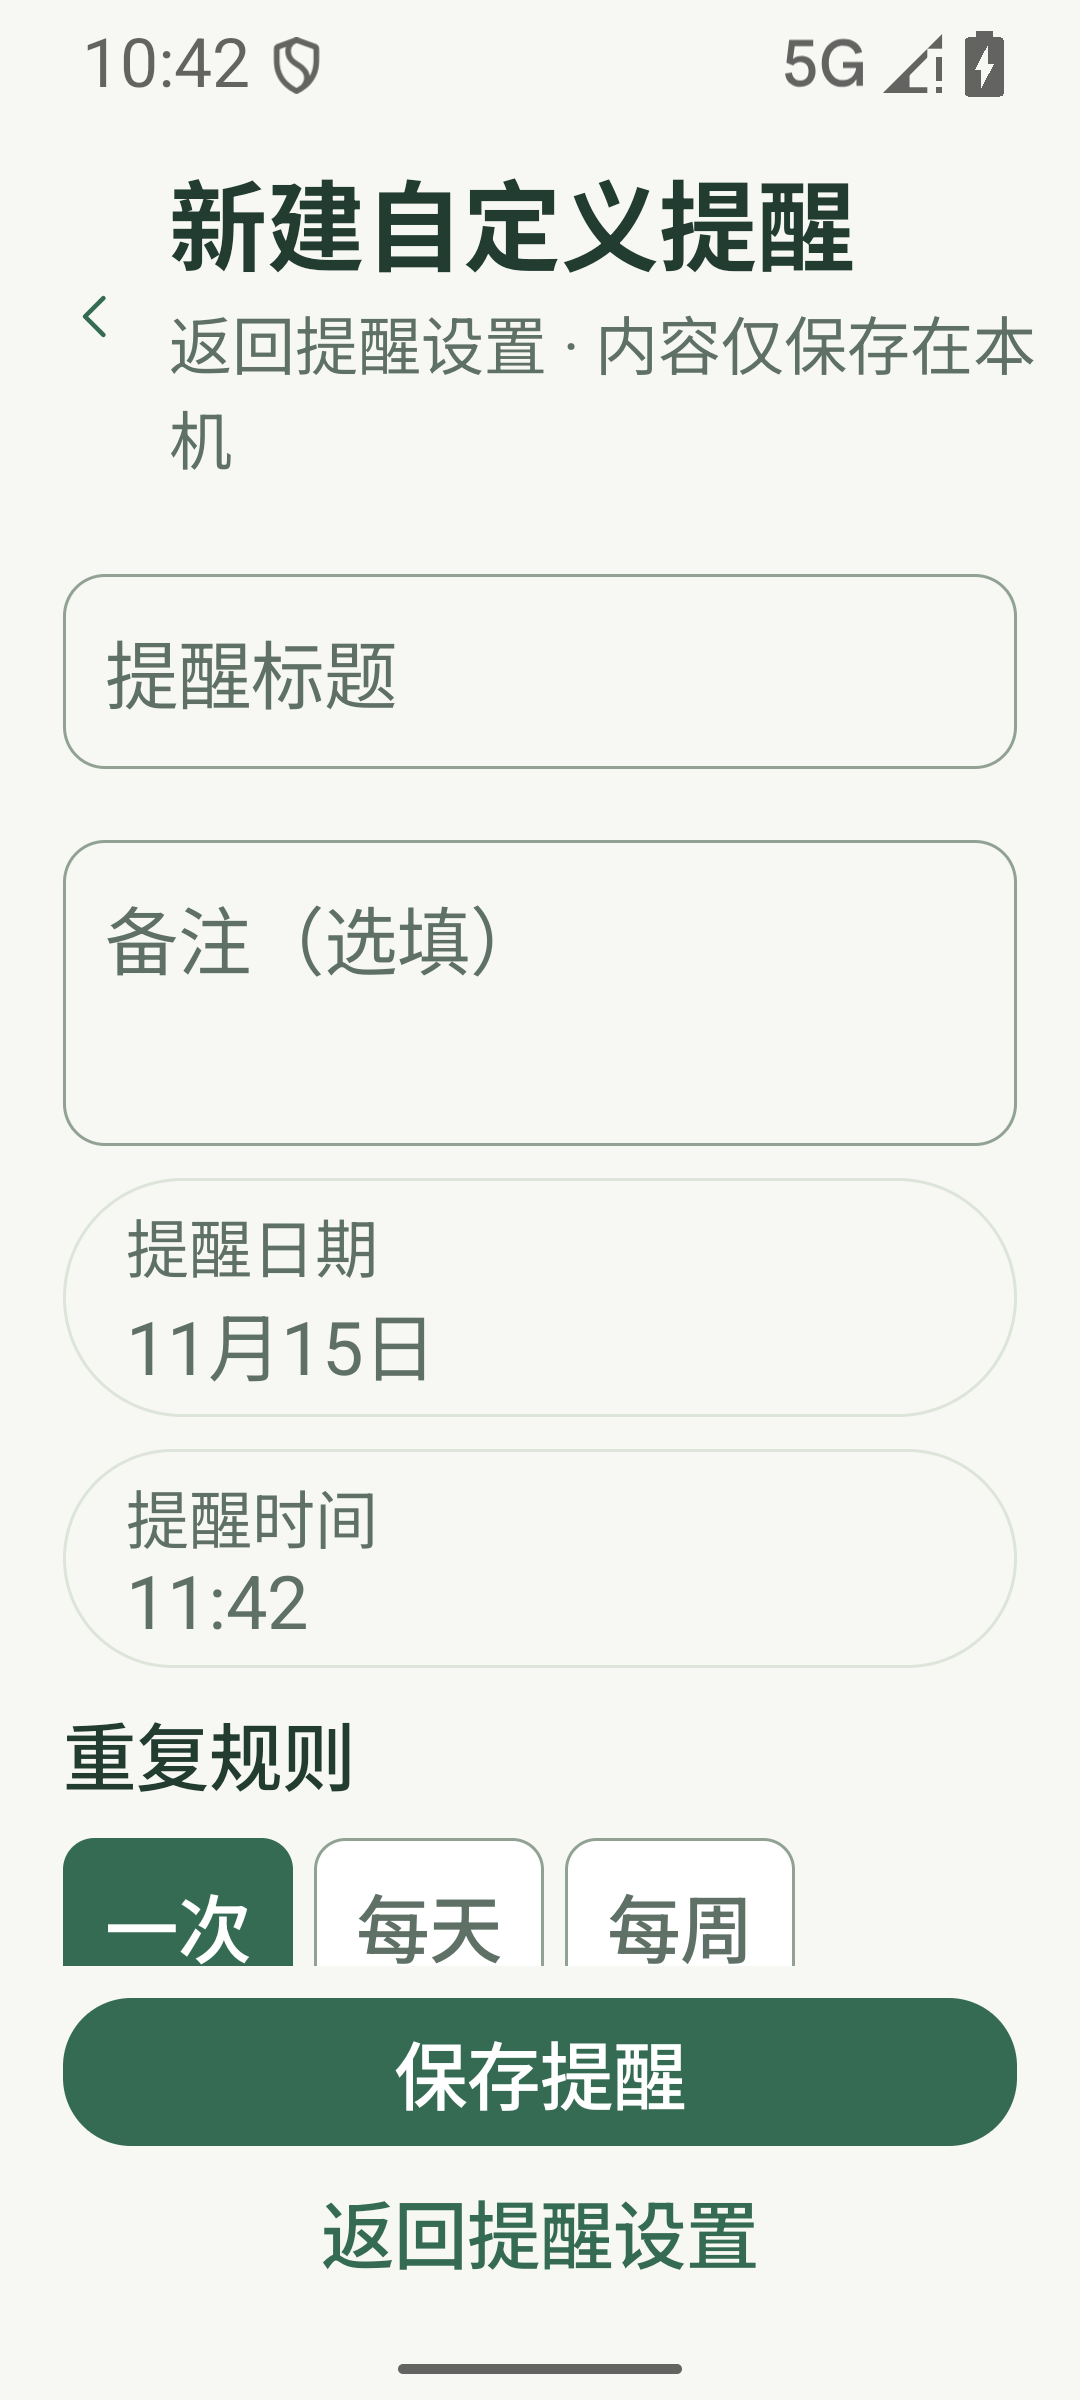 10:42
5G
新建自定义提醒
返回提醒设置 · 内容仅保存在本
机
提醒标题
备注（选填）
提醒日期
11月15日
提醒时间
11:42
重复规则
一次 每天 每周
保存提醒
返回提醒设置